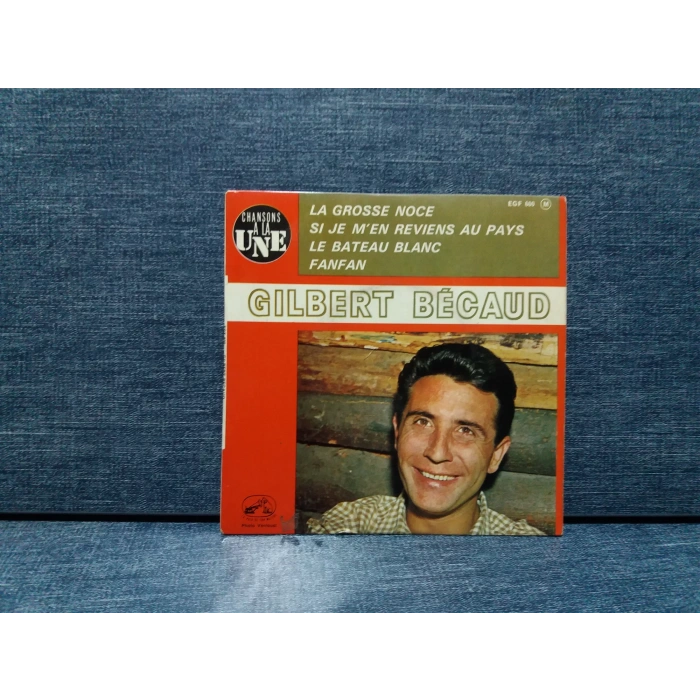 CHANSONS
A LA
UNE
LA GROSSE NOCE
SI JE M'EN REVIENS AU PAYS
LE BATEAU BLANC
FANFAN
EGF 560 M
GILBERT BÉCAUD